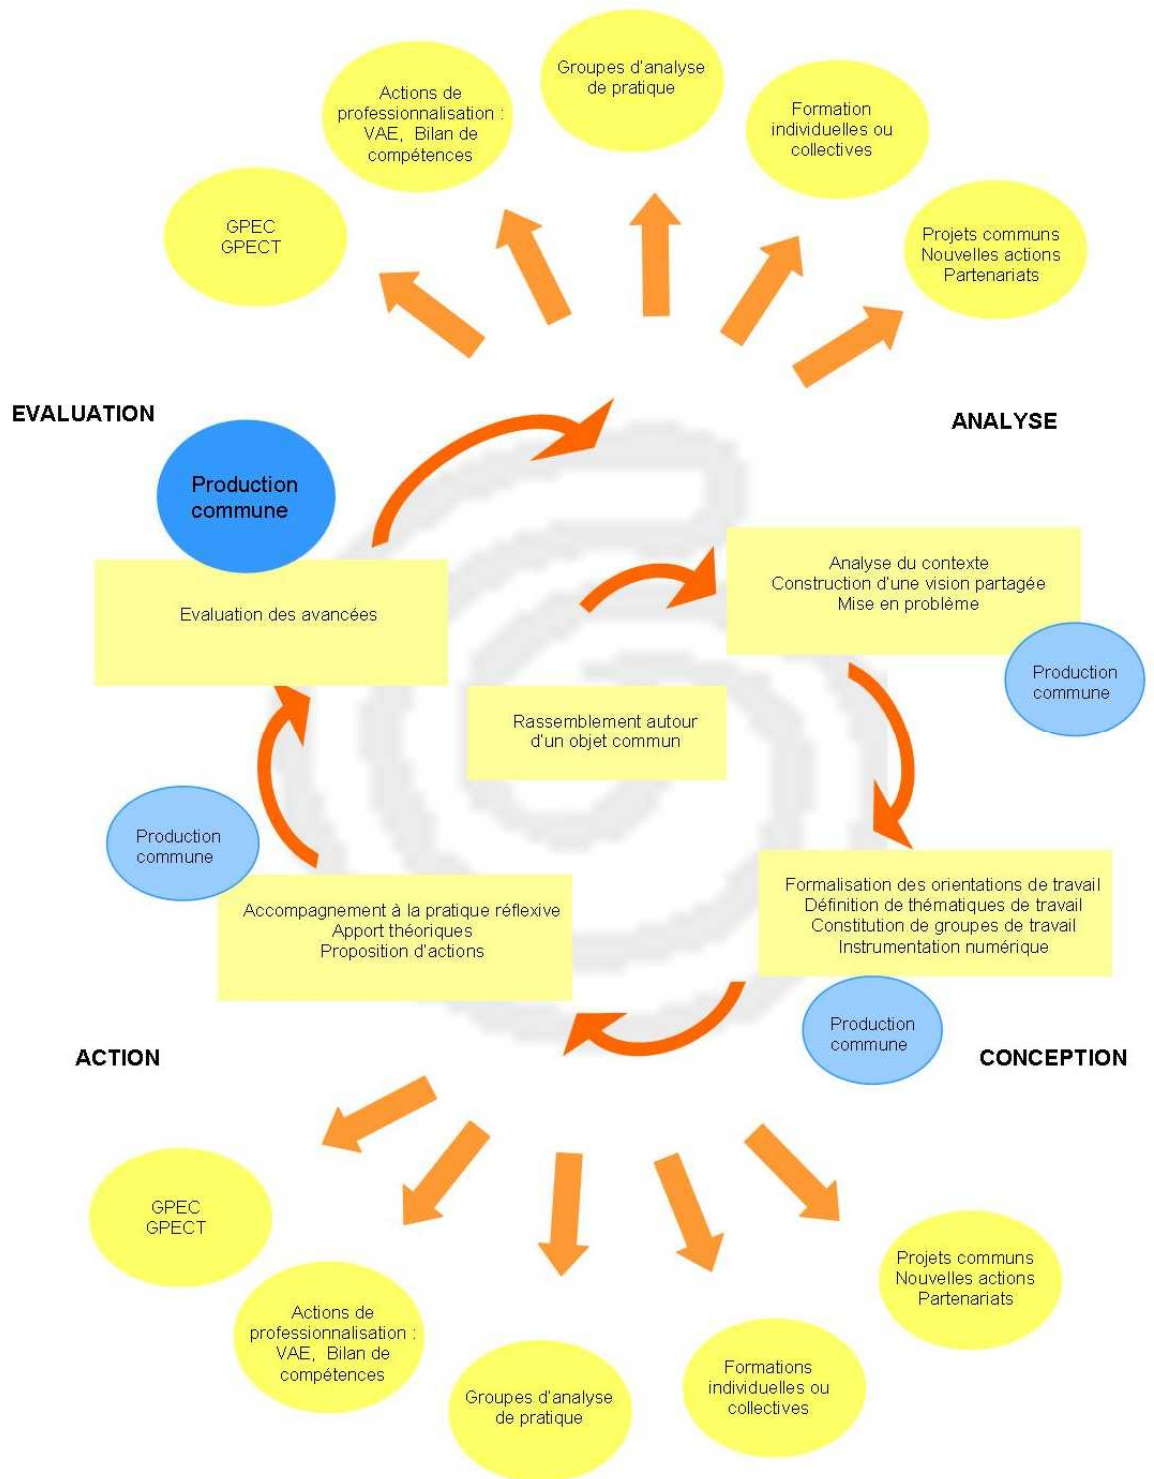 Groupes d'analyse
de pratique
Actions de
professionnalisation :
VAE, Bilan de
compétences
Formation
individuelles ou
collectives
GPEC
GPECT
Projets communs
Nouvelles actions
Partenariats
EVALUATION
ANALYSE
Production
commune
Evaluation des avancées
Analyse du contexte
Construction d'une vision partagée
Mise en problème
Production
commune
Rassemblement autour
d'un objet commun
Production
commune
Accompagnement à la pratique réflexive
Apport théoriques
Proposition d'actions
Formalisation des orientations de travail
Définition de thématiques de travail
Constitution de groupes de travail
Instrumentation numérique
Production
commune
ACTION
CONCEPTION
GPEC
GPECT
Actions de
professionnalisation :
VAE, Bilan de
compétences
Groupes d'analyse
de pratique
Formations
individuelles ou
collectives
Projets communs
Nouvelles actions
Partenariats